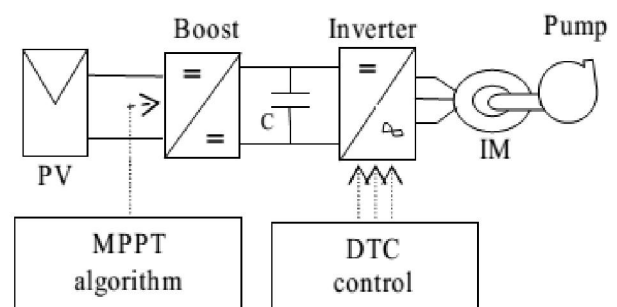 Boost
Inverter
Pump
PV
C
IM
MPPT
algorithm
DTC
control